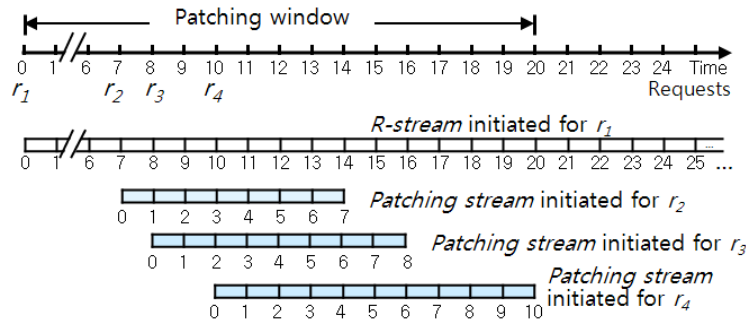 Patching window
0 1 6 7 8 9 10 11 12 13 14 15 16 17 20 21 22 23 24 Time
r1 r2 r3 r4 Requests
R-stream initiated for r1
...
0 1 6 7 8 9 10 11 12 13 14 15 16 17 20 21 22 23 24 25 ...
Patching stream initiated for r2
0 1 2 3 4 5 6 7
Patching stream initiated for r3
0 1 2 3 4 5 6 7 8
Patching stream
initiated for r4
0 1 2 3 4 5 6 7 8 9 10